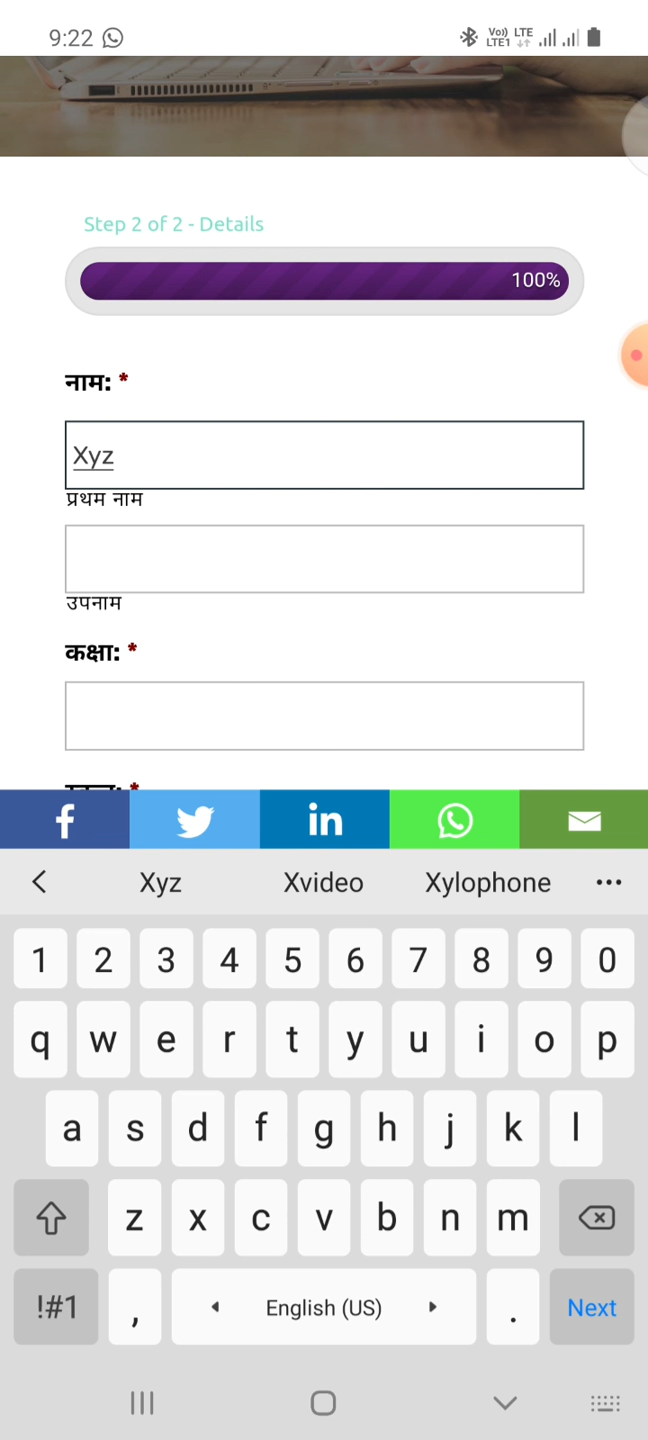 9:22
Vo)) LTE
LTE1
Step 2 of 2 - Details
100%
नाम: *
Xyz
प्रथम नाम
उपनाम
कक्षा: *
Xyz Xvideo Xylophone
1 2 3 4 5 6 7 8 9 0
q w e r t y u i o p
a s d f g h j k l
z x c v b n m
!#1 , English (US) . Next